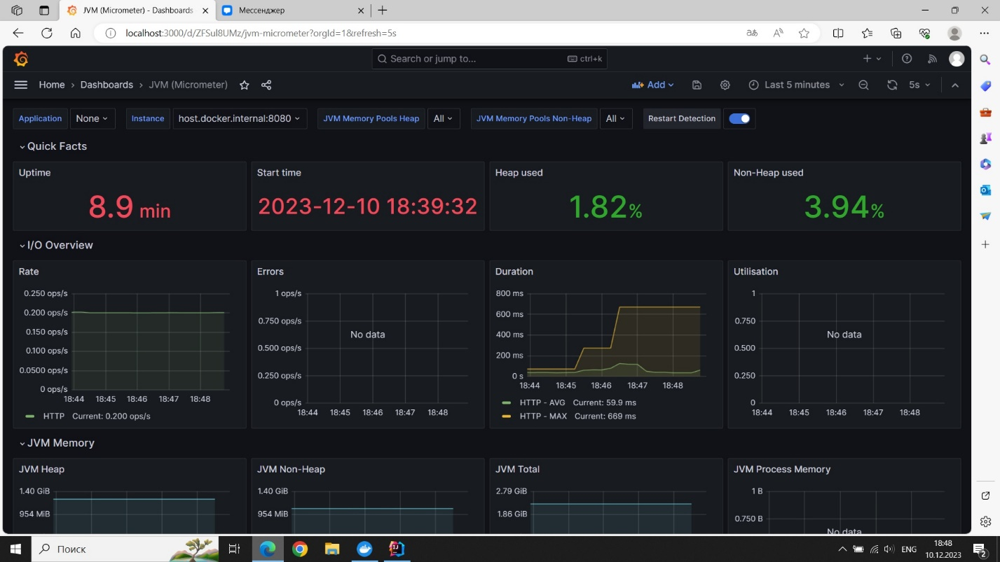 JVM (Micrometer) - Dashboards
Мессенджер
localhost:3000/d/ZFSul8UMz/jvm-micrometer?orgId=1&refresh=5s
Search or jump to... ctrl+k
Home › Dashboards › JVM (Micrometer) Add Last 5 minutes 5s
Application None Instance host.docker.internal:8080 JVM Memory Pools Heap All JVM Memory Pools Non-Heap All Restart Detection
Quick Facts
Uptime
8.9 min
Start time
2023-12-10 18:39:32
Heap used
1.82%
Non-Heap used
3.94%
I/O Overview
Rate
0.250 ops/s
0.200 ops/s
0.150 ops/s
0.100 ops/s
0.0500 ops/s
0 ops/s
18:44 18:45 18:46 18:47 18:48
HTTP Current: 0.200 ops/s
Errors
1 ops/s
0.750 ops/s
No data
0.500 ops/s
0.250 ops/s
0 ops/s
18:44 18:45 18:46 18:47 18:48
Duration
800 ms
600 ms
400 ms
200 ms
0 s
18:44 18:45 18:46 18:47 18:48
HTTP - AVG Current: 59.9 ms
HTTP - MAX Current: 669 ms
Utilisation
1
0.750
No data
0.500
0.250
0
18:44 18:45 18:46 18:47 18:48
JVM Memory
JVM Heap
1.40 GiB
954 MiB
JVM Non-Heap
1.40 GiB
954 MiB
JVM Total
2.79 GiB
1.86 GiB
JVM Process Memory
1 B
0.750 B
No data
Поиск
ENG
18:48
10.12.2023
2